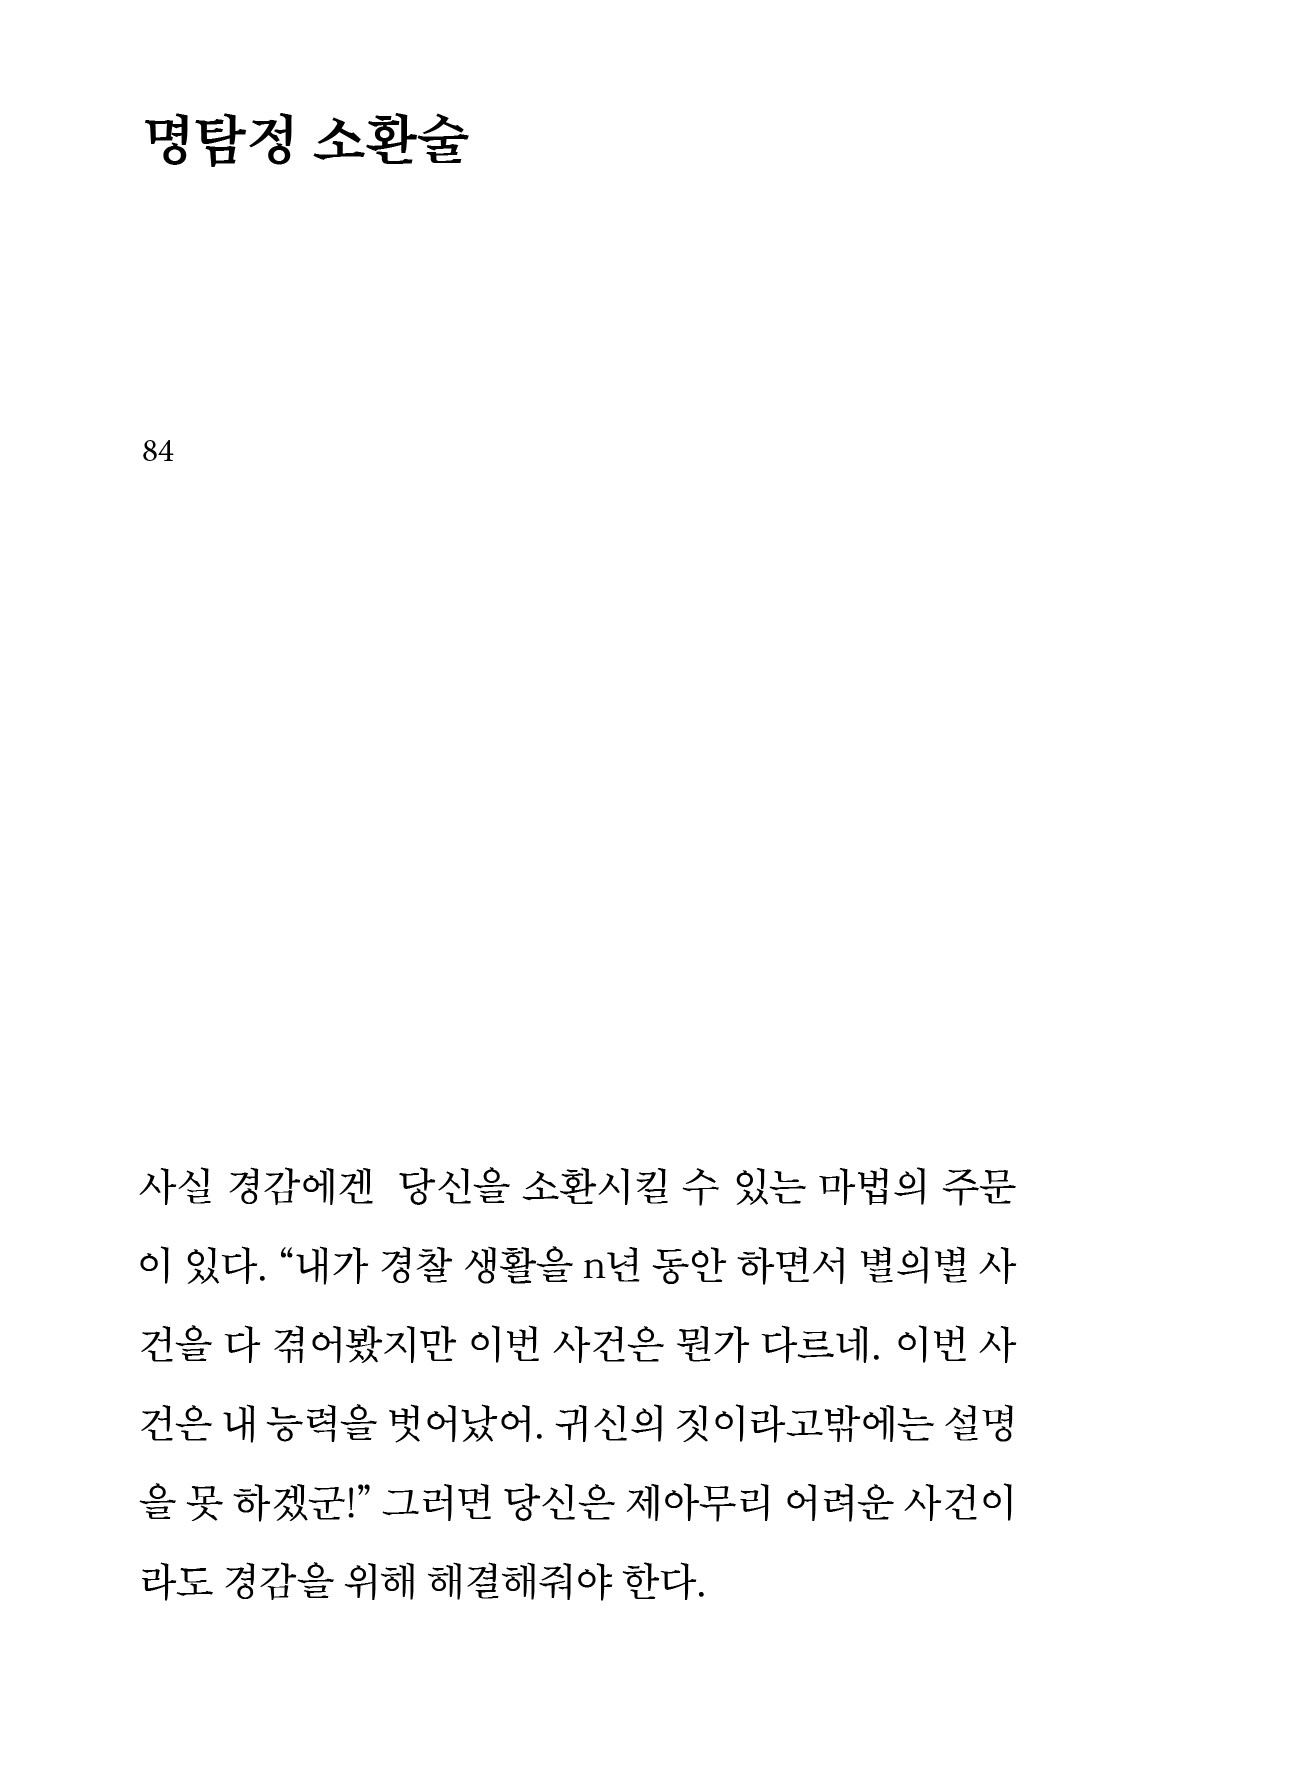 명탐정 소환술
84
사실 경감에겐  당신을 소환시킬 수 있는 마법의 주문
이 있다. “내가 경찰 생활을 n년 동안 하면서 별의별 사
건을 다 겪어봤지만 이번 사건은 뭔가 다르네. 이번 사
건은 내 능력을 벗어났어. 귀신의 짓이라고밖에는 설명
을 못 하겠군!” 그러면 당신은 제아무리 어려운 사건이
라도 경감을 위해 해결해줘야 한다.